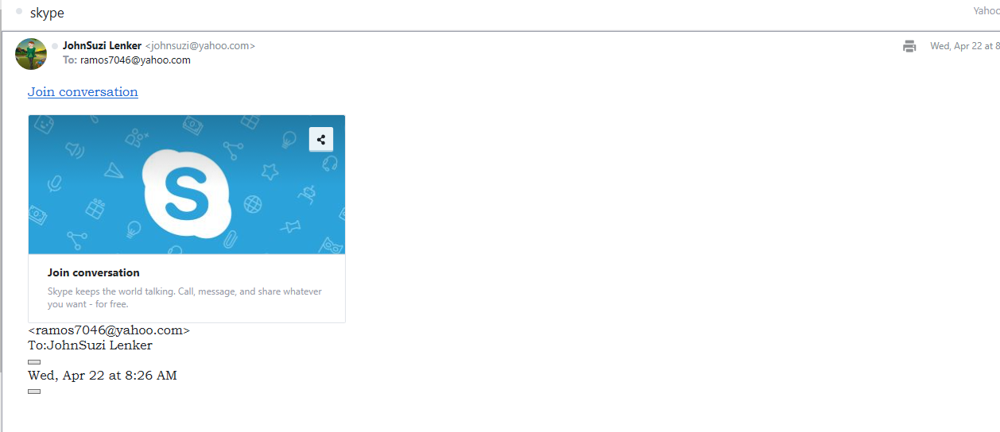 skype
Yahoo
JohnSuzi Lenker <johnsuzi@yahoo.com>
Wed, Apr 22 at 8
To: ramos7046@yahoo.com
Join conversation
S
Join conversation
Skype keeps the world talking. Call, message, and share whatever
you want - for free.
<ramos7046@yahoo.com>
To:JohnSuzi Lenker
Wed, Apr 22 at 8:26 AM